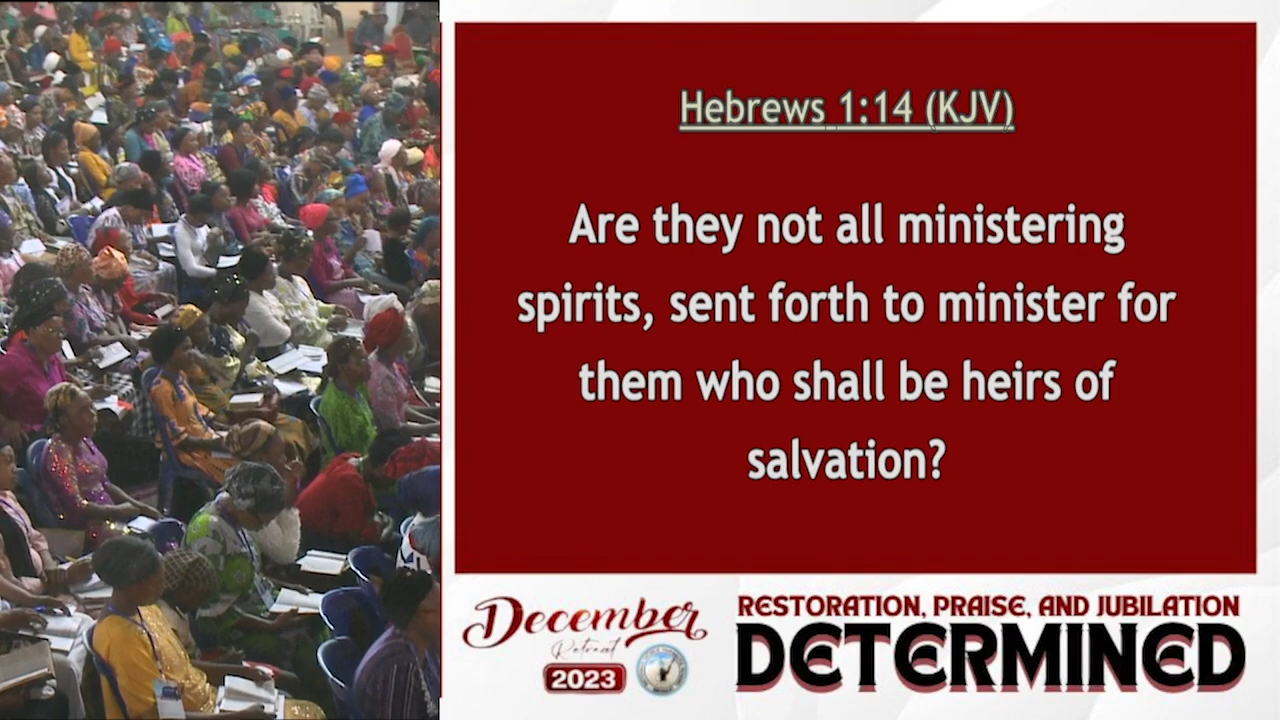 Hebrews 1:14 (KJV)
Are they not all ministering
spirits, sent forth to minister for
them who shall be heirs of
salvation?
December
Retreat
2023
RESTORATION, PRAISE, AND JUBILATION
DETERMINED